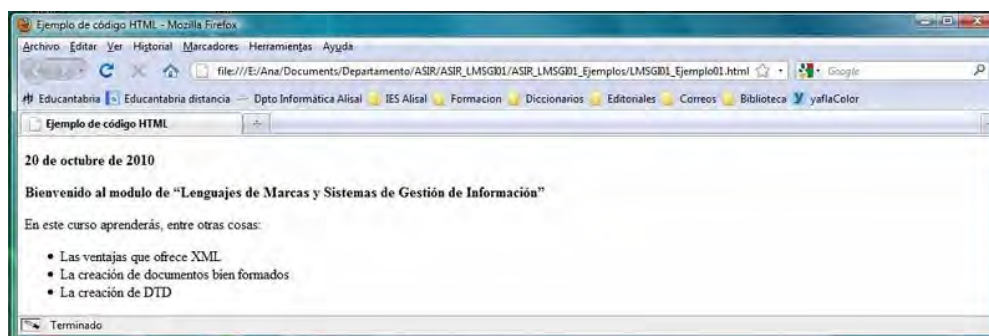 Ejemplo de código HTML - Mozilla Firefox
Archivo Editar Ver Historial Marcadores Herramientas Ayuda
file:///E:/Ana/Documents/Departamento/ASIR/ASIR_LMSGI01/ASIR_LMSGI01_Ejemplos/LMSGI01_Ejemplo01.html Google
Educantabria Educantabria distancia Dpto Informática Alisal IES Alisal Formacion Diccionarios Editoriales Correos Biblioteca yaflaColor
Ejemplo de código HTML
20 de octubre de 2010
Bienvenido al modulo de “Lenguajes de Marcas y Sistemas de Gestión de Información”
En este curso aprenderás, entre otras cosas:
• Las ventajas que ofrece XML
• La creación de documentos bien formados
• La creación de DTD
Terminado